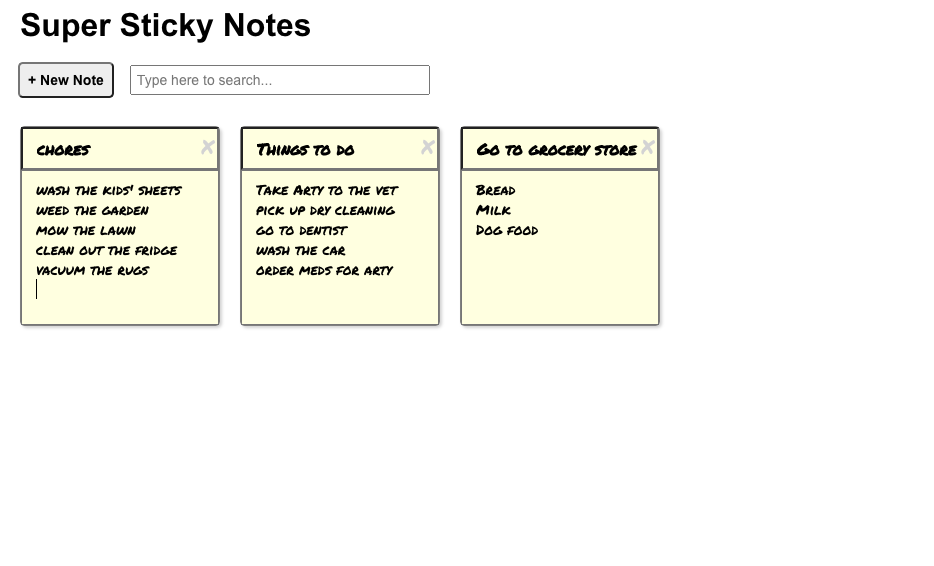 Super Sticky Notes
+ New Note
Type here to search...
chores
✘
Things to do
✘
Go to grocery store
✘
wash the kids' sheets
weed the garden
mow the lawn
clean out the fridge
vacuum the rugs
Take Arty to the vet
pick up dry cleaning
go to dentist
wash the car
order meds for arty
Bread
Milk
Dog food